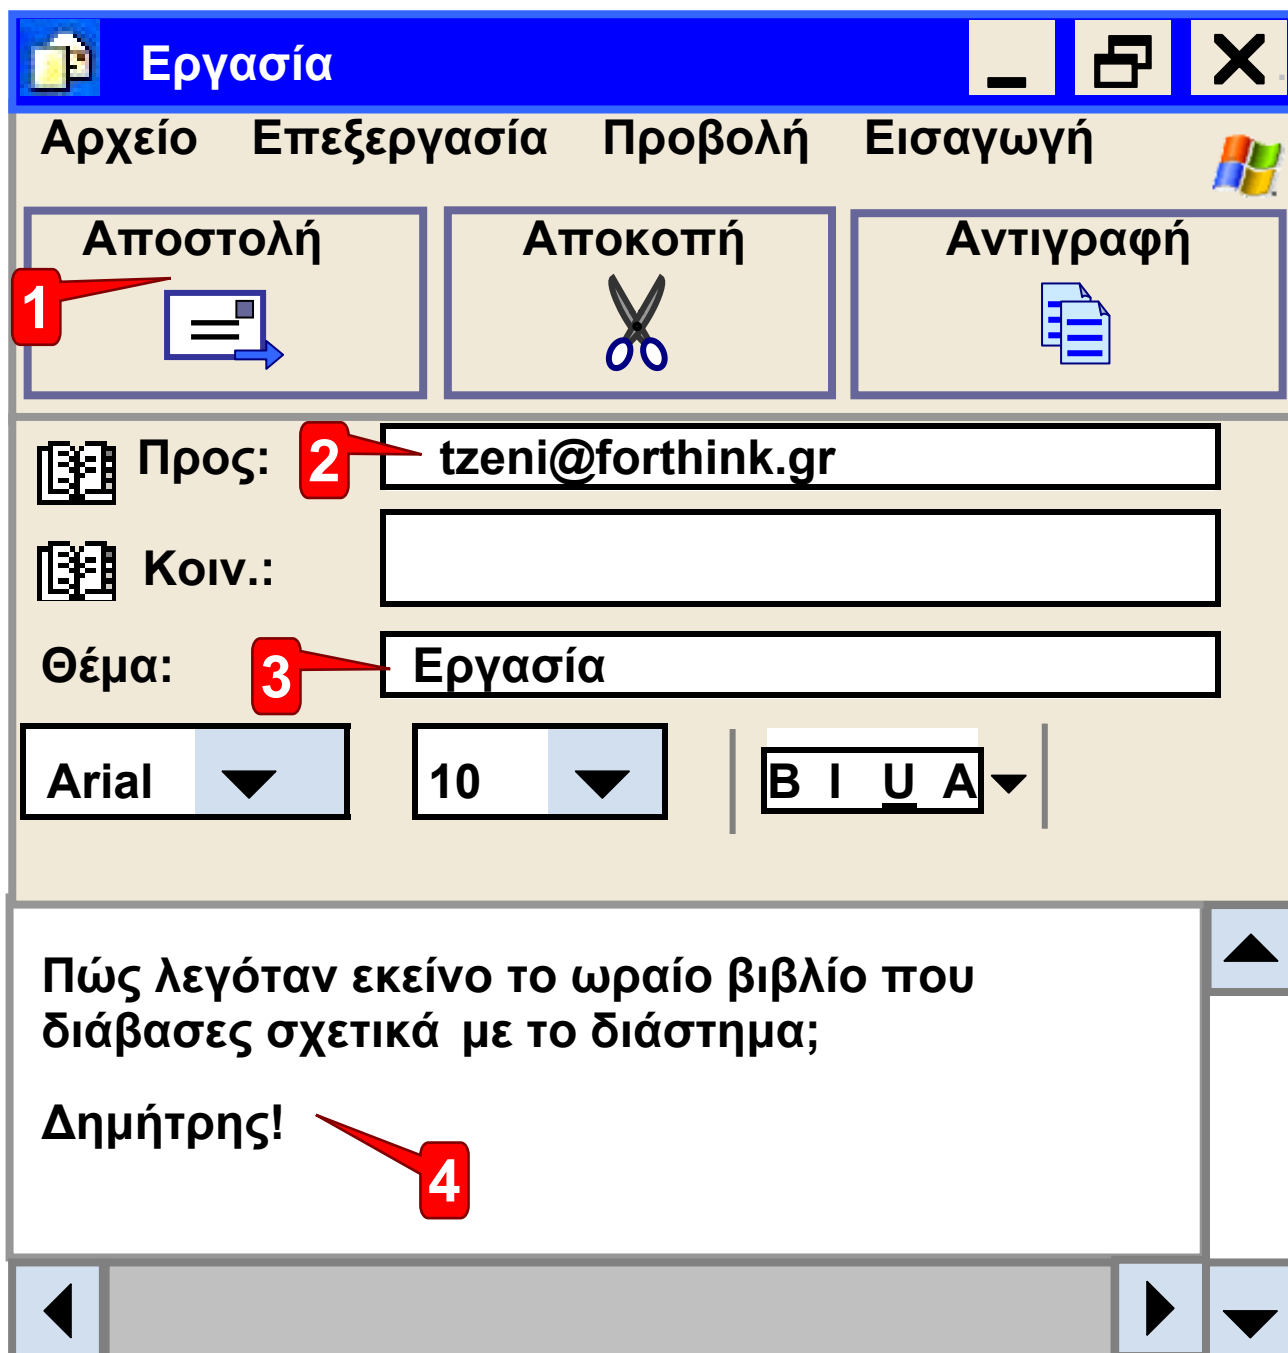 Εργασία
Αρχείο Επεξεργασία Προβολή Εισαγωγή
Αποστολή Αποκοπή Αντιγραφή
1
Προς: 2 tzeni@forthink.gr
Κοιν.:
Θέμα: 3 Εργασία
Arial 10 B I U A
Πώς λεγόταν εκείνο το ωραίο βιβλίο που
διάβασες σχετικά με το διάστημα;
Δημήτρης!
4